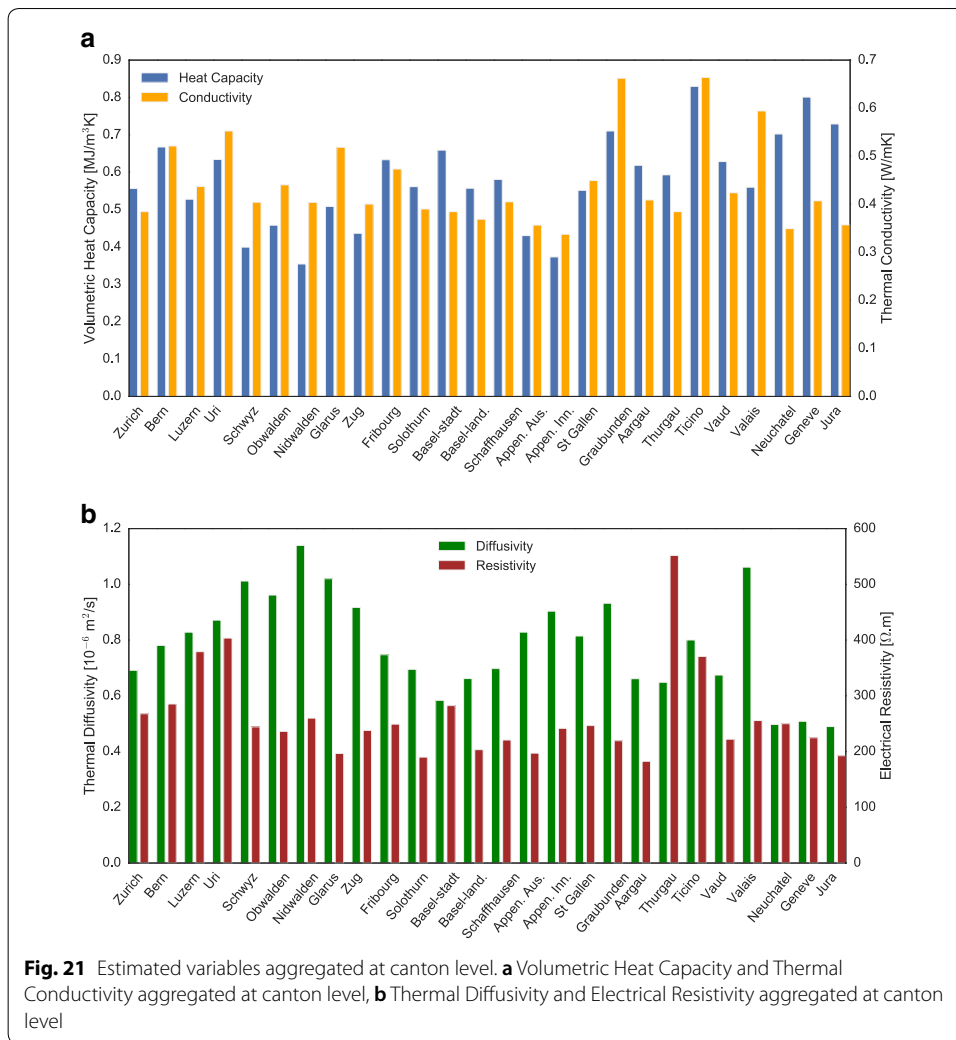 a
0.9
0.8
0.7
0.6
0.5
0.4
0.3
0.2
0.1
0.0
Volumetric Heat Capacity [MJ/m³K]
Heat Capacity
Conductivity
0.7
0.6
0.5
0.4
0.3
0.2
0.1
0.0
Thermal Conductivity [W/mK]
Zurich
Bern
Luzern
Uri
Schwyz
Obwalden
Nidwalden
Glarus
Zug
Fribourg
Solothurn
Basel-stadt
Basel-land.
Schaffhausen
Appen. Aus.
Appen. Inn.
St Gallen
Graubunden
Aargau
Thurgau
Ticino
Vaud
Valais
Neuchatel
Geneve
Jura
b
1.2
1.0
0.8
0.6
0.4
0.2
0.0
Thermal Diffusivity [10⁻⁶ m²/s]
Diffusivity
Resistivity
600
500
400
300
200
100
0
Electrical Resistivity [Ω.m]
Zurich
Bern
Luzern
Uri
Schwyz
Obwalden
Nidwalden
Glarus
Zug
Fribourg
Solothurn
Basel-stadt
Basel-land.
Schaffhausen
Appen. Aus.
Appen. Inn.
St Gallen
Graubunden
Aargau
Thurgau
Ticino
Vaud
Valais
Neuchatel
Geneve
Jura
Fig. 21 Estimated variables aggregated at canton level. a Volumetric Heat Capacity and Thermal
Conductivity aggregated at canton level, b Thermal Diffusivity and Electrical Resistivity aggregated at canton
level